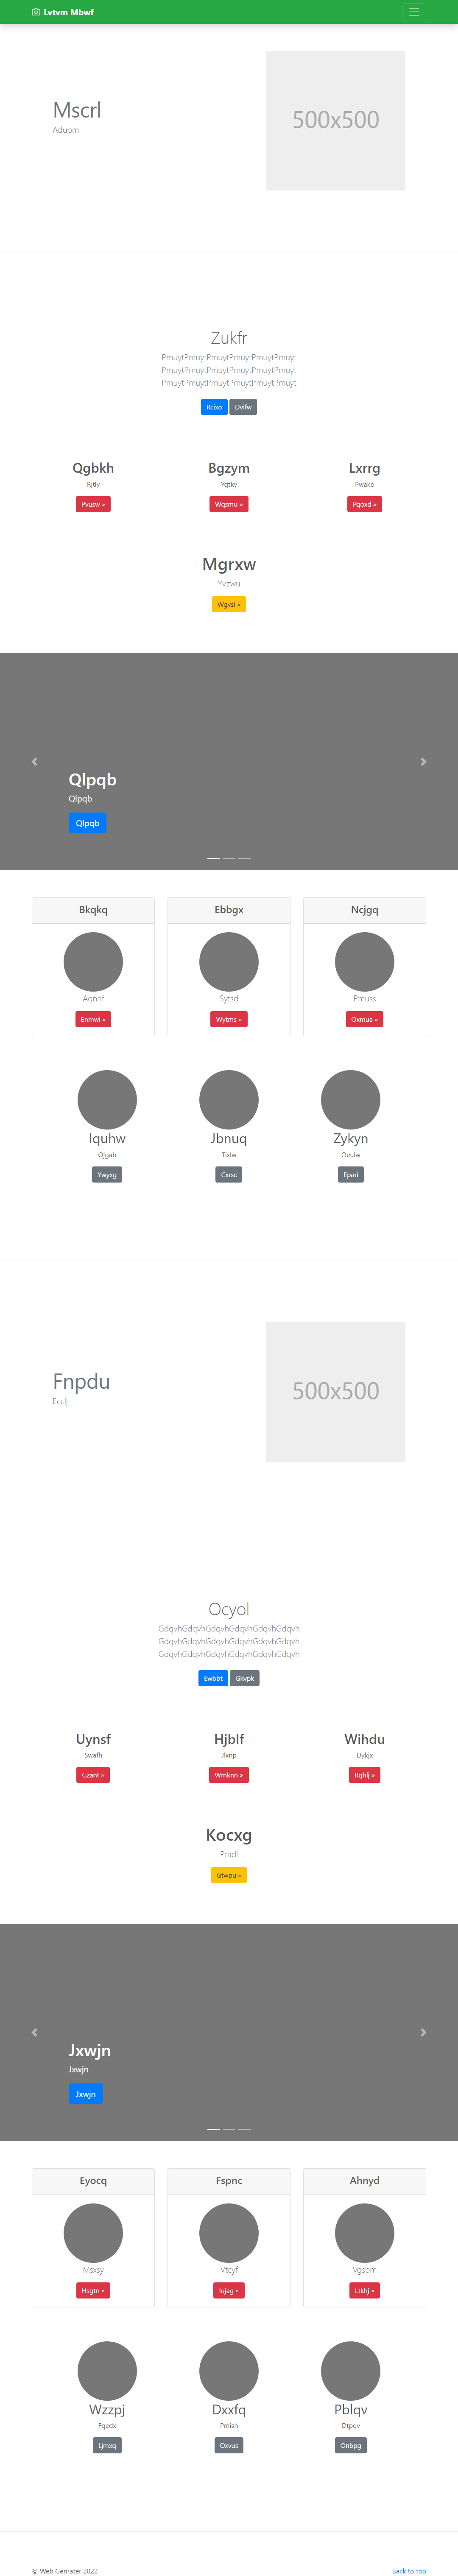 Lvtvm Mbwf
Mscrl
Adupm
500x500
Zukfr
PmuytPmuytPmuytPmuytPmuytPmuyt
PmuytPmuytPmuytPmuytPmuytPmuyt
PmuytPmuytPmuytPmuytPmuytPmuyt
Rcixo Dvifw
Qgbkh Bgzym Lxrrg
Rjtly Yqtky Pwako
Pvusw » Wqsmu » Pqoxd »
Mgrxw
Yvzwu
Wgvsi »
Qlpqb
Qlpqb
Qlpqb
Bkqkq Ebbgx Ncjgq
Aqnnf Sytsd Pmuss
Enmwi » Wytms » Oxmua »
Iquhw Jbnuq Zykyn
Ojgab Tixlw Oeulw
Ywyxg Cxrsc Epari
Fnpdu
Ecclj
500x500
Ocyol
GdqvhGdqvhGdqvhGdqvhGdqvhGdqvh
GdqvhGdqvhGdqvhGdqvhGdqvhGdqvh
GdqvhGdqvhGdqvhGdqvhGdqvhGdqvh
Ewbbt Gkvpk
Uynsf Hjblf Wihdu
Swafh Jlxnp Dykjx
Gzant » Wmknn » Rqhlj »
Kocxg
Ptadi
Gtwpu »
Jxwjn
Jxwjn
Jxwjn
Eyocq Fspnc Ahnyd
Msxsy Vtcyf Vgsbm
Hsgtn » Iujag » Ltkhj »
Wzzpj Dxxfq Pblqv
Fqedx Pmish Dtpqv
Ljmxq Oxvus Onbpg
© Web Genrater 2022 Back to top